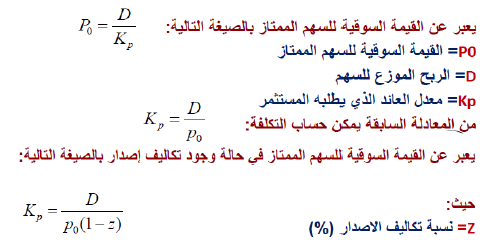 يعبر عن القيمة السوقية للسهم الممتاز بالصيغة التالية: P₀ = D / Kₚ
P0= القيمة السوقية للسهم الممتاز
D= الربح الموزع للسهم
Kp= معدل العائد الذي يطلبه المستثمر
من المعادلة السابقة يمكن حساب التكلفة: Kₚ = D / p₀
يعبر عن القيمة السوقية للسهم الممتاز في حالة وجود تكاليف إصدار بالصيغة التالية:
حيث:
Kₚ = D / p₀(1 − z)
Z= نسبة تكاليف الاصدار (%)